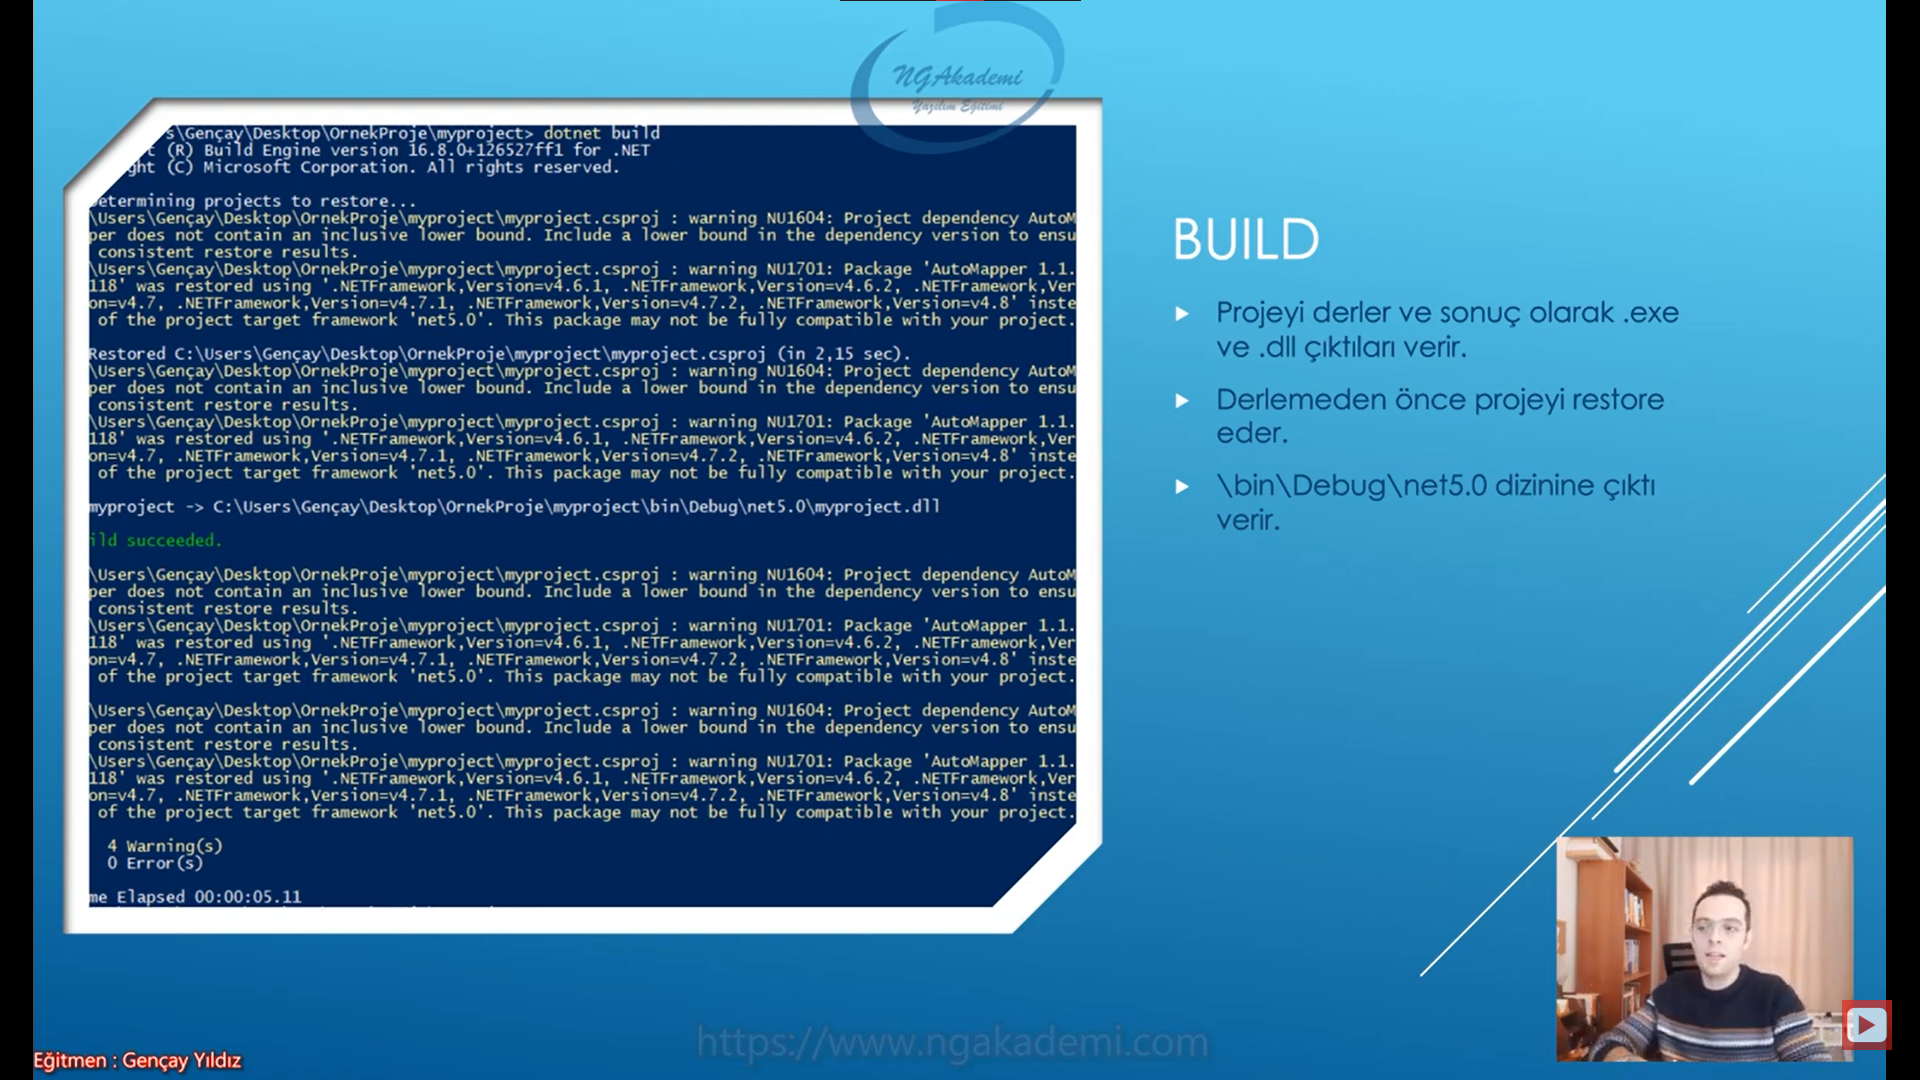 NGAkademi
Yazılım Eğitimi
s\Gençay\Desktop\OrnekProje\myproject> dotnet build
(R) Build Engine version 16.8.0+126527ff1 for .NET
ght (C) Microsoft Corporation. All rights reserved.
etermining projects to restore...
\Users\Gençay\Desktop\OrnekProje\myproject\myproject.csproj : warning NU1604: Project dependency AutoM
per does not contain an inclusive lower bound. Include a lower bound in the dependency version to ensu
consistent restore results.
\Users\Gençay\Desktop\OrnekProje\myproject\myproject.csproj : warning NU1701: Package 'AutoMapper 1.1.
118' was restored using '.NETFramework,Version=v4.6.1, .NETFramework,Version=v4.6.2, .NETFramework,Ver
on=v4.7, .NETFramework,Version=v4.7.1, .NETFramework,Version=v4.7.2, .NETFramework,Version=v4.8' inste
of the project target framework 'net5.0'. This package may not be fully compatible with your project.
Restored C:\Users\Gençay\Desktop\OrnekProje\myproject\myproject.csproj (in 2,15 sec).
\Users\Gençay\Desktop\OrnekProje\myproject\myproject.csproj : warning NU1604: Project dependency AutoM
per does not contain an inclusive lower bound. Include a lower bound in the dependency version to ensu
consistent restore results.
\Users\Gençay\Desktop\OrnekProje\myproject\myproject.csproj : warning NU1701: Package 'AutoMapper 1.1.
118' was restored using '.NETFramework,Version=v4.6.1, .NETFramework,Version=v4.6.2, .NETFramework,Ver
on=v4.7, .NETFramework,Version=v4.7.1, .NETFramework,Version=v4.7.2, .NETFramework,Version=v4.8' inste
of the project target framework 'net5.0'. This package may not be fully compatible with your project.
myproject -> C:\Users\Gençay\Desktop\OrnekProje\myproject\bin\Debug\net5.0\myproject.dll
ild succeeded.
\Users\Gençay\Desktop\OrnekProje\myproject\myproject.csproj : warning NU1604: Project dependency AutoM
per does not contain an inclusive lower bound. Include a lower bound in the dependency version to ensu
consistent restore results.
\Users\Gençay\Desktop\OrnekProje\myproject\myproject.csproj : warning NU1701: Package 'AutoMapper 1.1.
118' was restored using '.NETFramework,Version=v4.6.1, .NETFramework,Version=v4.6.2, .NETFramework,Ver
on=v4.7, .NETFramework,Version=v4.7.1, .NETFramework,Version=v4.7.2, .NETFramework,Version=v4.8' inste
of the project target framework 'net5.0'. This package may not be fully compatible with your project.
\Users\Gençay\Desktop\OrnekProje\myproject\myproject.csproj : warning NU1604: Project dependency AutoM
per does not contain an inclusive lower bound. Include a lower bound in the dependency version to ensu
consistent restore results.
\Users\Gençay\Desktop\OrnekProje\myproject\myproject.csproj : warning NU1701: Package 'AutoMapper 1.1.
118' was restored using '.NETFramework,Version=v4.6.1, .NETFramework,Version=v4.6.2, .NETFramework,Ver
on=v4.7, .NETFramework,Version=v4.7.1, .NETFramework,Version=v4.7.2, .NETFramework,Version=v4.8' inste
of the project target framework 'net5.0'. This package may not be fully compatible with your project.
4 Warning(s)
0 Error(s)
me Elapsed 00:00:05.11
BUILD
Projeyi derler ve sonuç olarak .exe
ve .dll çıktıları verir.
Derlemeden önce projeyi restore
eder.
\bin\Debug\net5.0 dizinine çıktı
verir.
https://www.ngakademi.com
Eğitmen : Gençay Yıldız